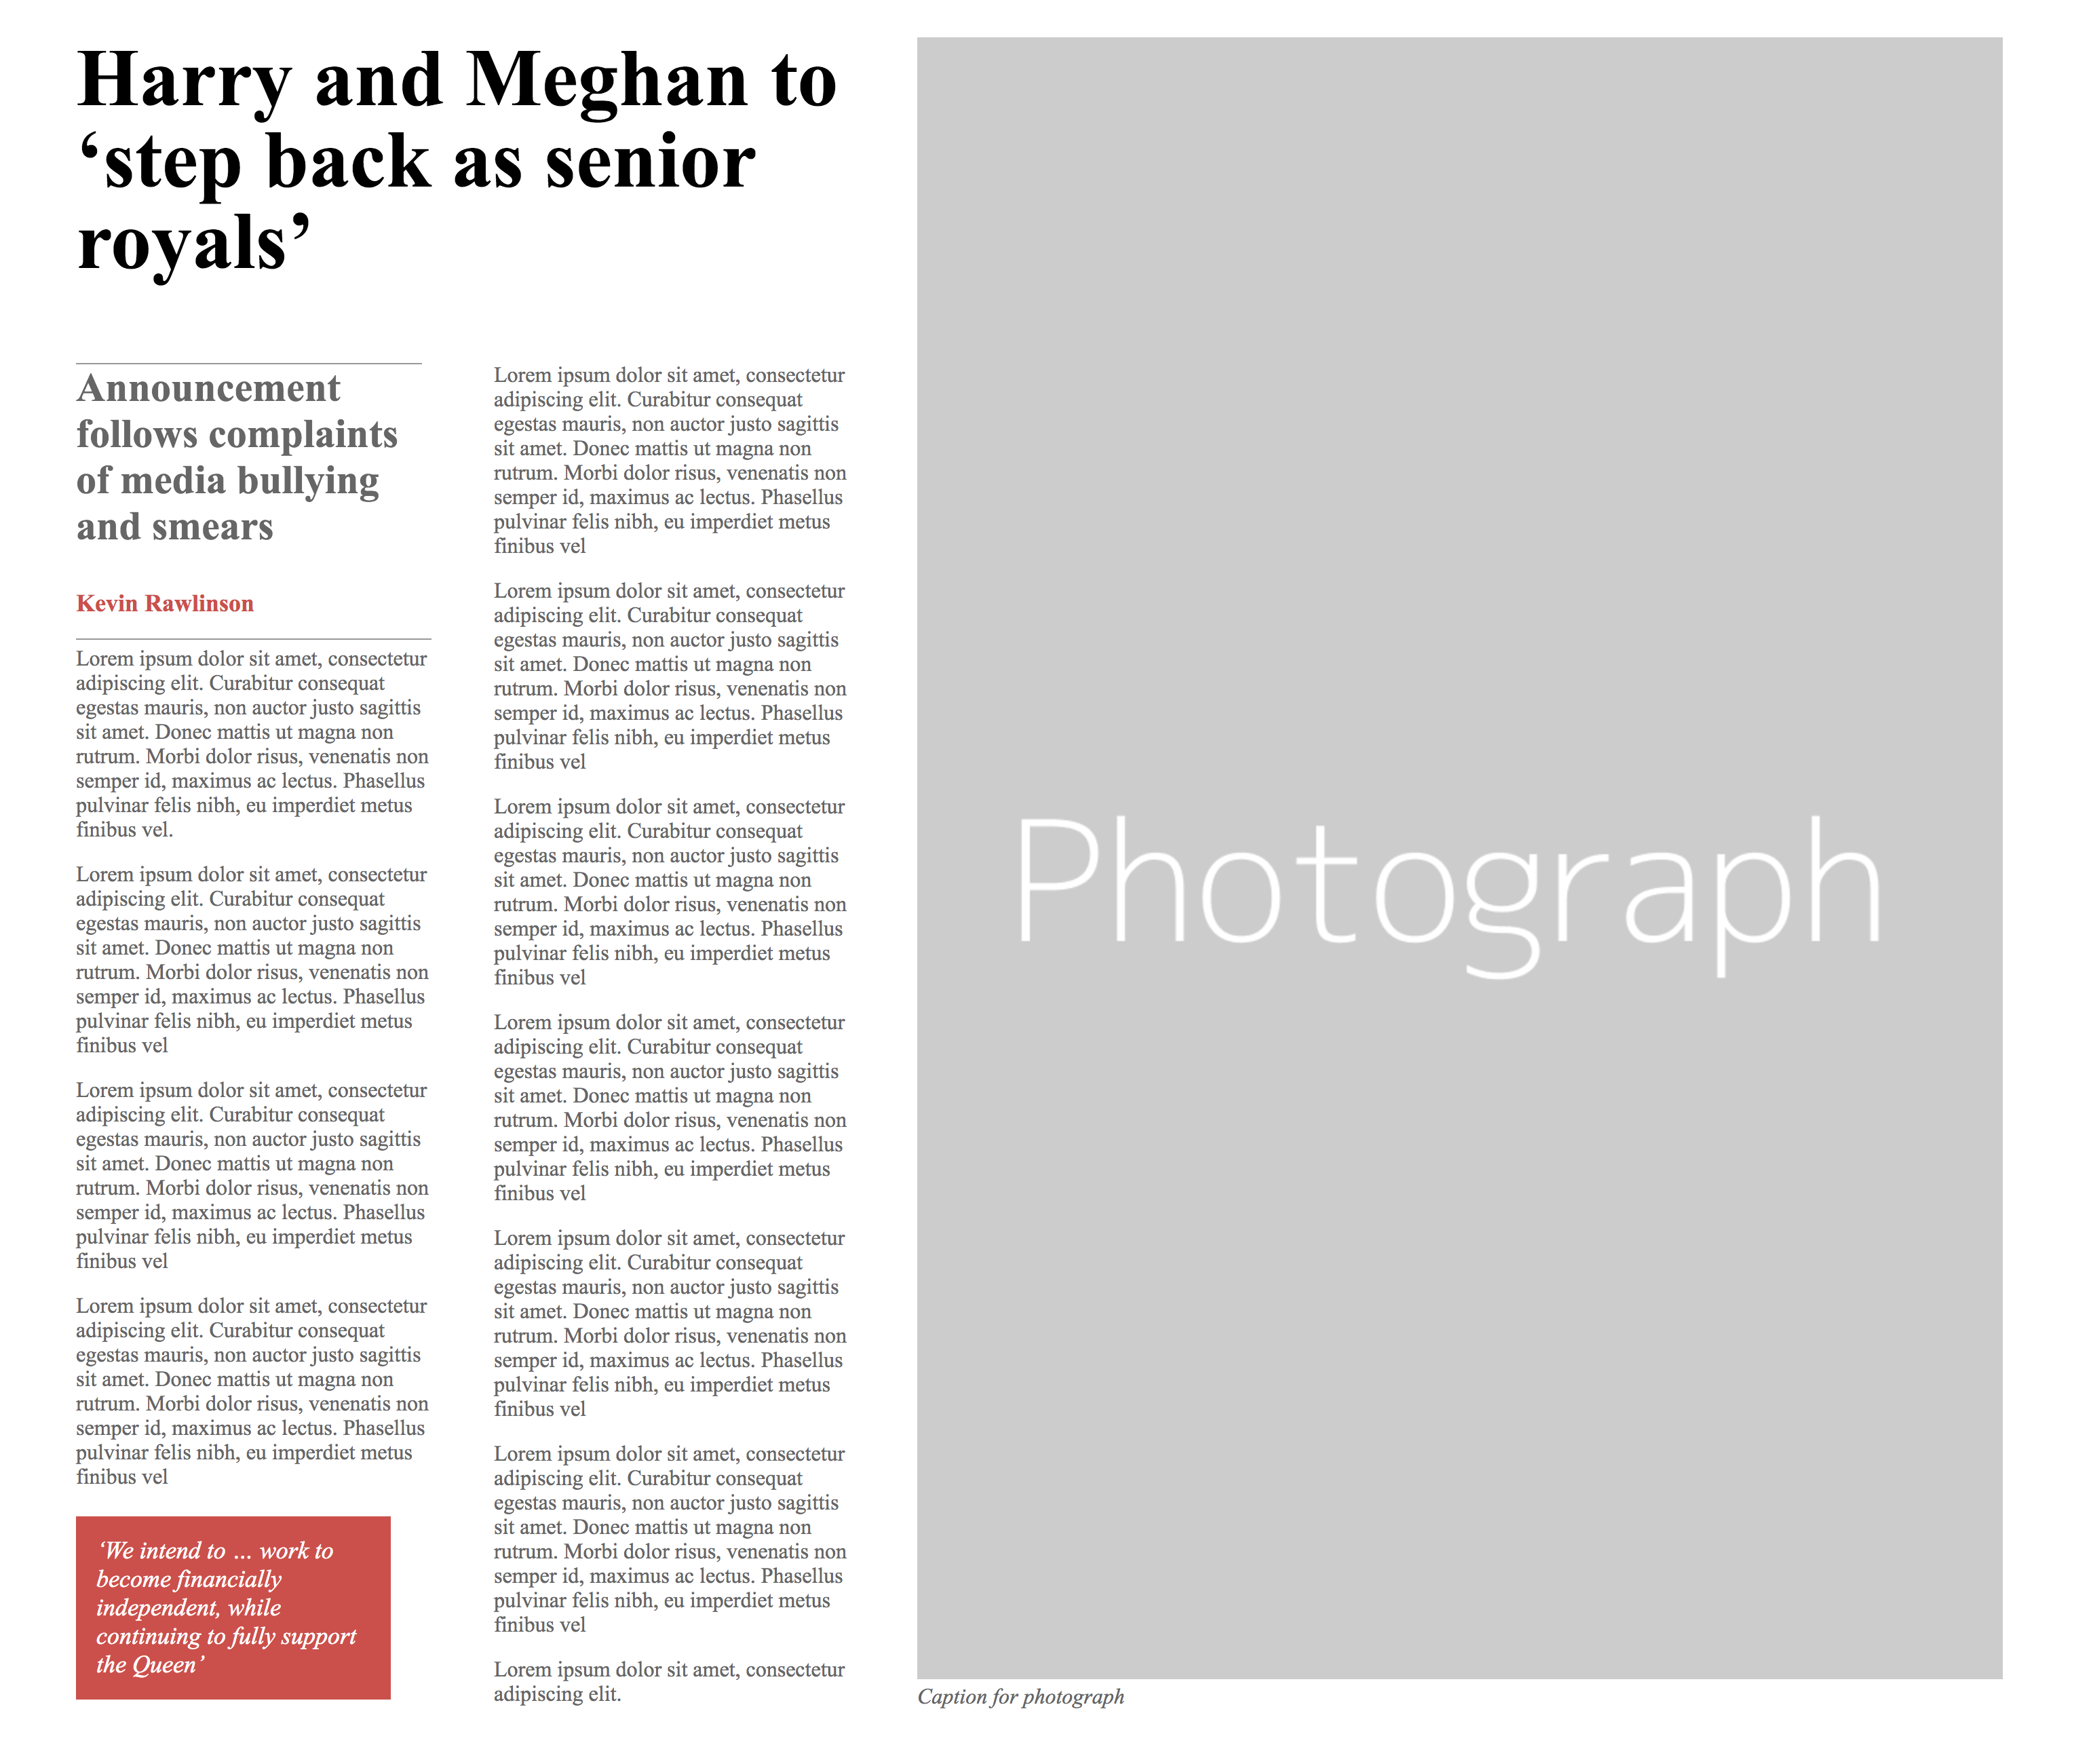 Harry and Meghan to
‘step back as senior
royals’
Announcement
follows complaints
of media bullying
and smears
Kevin Rawlinson
Lorem ipsum dolor sit amet, consectetur
adipiscing elit. Curabitur consequat
egestas mauris, non auctor justo sagittis
sit amet. Donec mattis ut magna non
rutrum. Morbi dolor risus, venenatis non
semper id, maximus ac lectus. Phasellus
pulvinar felis nibh, eu imperdiet metus
finibus vel.
Lorem ipsum dolor sit amet, consectetur
adipiscing elit. Curabitur consequat
egestas mauris, non auctor justo sagittis
sit amet. Donec mattis ut magna non
rutrum. Morbi dolor risus, venenatis non
semper id, maximus ac lectus. Phasellus
pulvinar felis nibh, eu imperdiet metus
finibus vel
Lorem ipsum dolor sit amet, consectetur
adipiscing elit. Curabitur consequat
egestas mauris, non auctor justo sagittis
sit amet. Donec mattis ut magna non
rutrum. Morbi dolor risus, venenatis non
semper id, maximus ac lectus. Phasellus
pulvinar felis nibh, eu imperdiet metus
finibus vel
Lorem ipsum dolor sit amet, consectetur
adipiscing elit. Curabitur consequat
egestas mauris, non auctor justo sagittis
sit amet. Donec mattis ut magna non
rutrum. Morbi dolor risus, venenatis non
semper id, maximus ac lectus. Phasellus
pulvinar felis nibh, eu imperdiet metus
finibus vel
‘We intend to … work to
become financially
independent, while
continuing to fully support
the Queen’
Lorem ipsum dolor sit amet, consectetur
adipiscing elit. Curabitur consequat
egestas mauris, non auctor justo sagittis
sit amet. Donec mattis ut magna non
rutrum. Morbi dolor risus, venenatis non
semper id, maximus ac lectus. Phasellus
pulvinar felis nibh, eu imperdiet metus
finibus vel
Lorem ipsum dolor sit amet, consectetur
adipiscing elit. Curabitur consequat
egestas mauris, non auctor justo sagittis
sit amet. Donec mattis ut magna non
rutrum. Morbi dolor risus, venenatis non
semper id, maximus ac lectus. Phasellus
pulvinar felis nibh, eu imperdiet metus
finibus vel
Lorem ipsum dolor sit amet, consectetur
adipiscing elit. Curabitur consequat
egestas mauris, non auctor justo sagittis
sit amet. Donec mattis ut magna non
rutrum. Morbi dolor risus, venenatis non
semper id, maximus ac lectus. Phasellus
pulvinar felis nibh, eu imperdiet metus
finibus vel
Lorem ipsum dolor sit amet, consectetur
adipiscing elit. Curabitur consequat
egestas mauris, non auctor justo sagittis
sit amet. Donec mattis ut magna non
rutrum. Morbi dolor risus, venenatis non
semper id, maximus ac lectus. Phasellus
pulvinar felis nibh, eu imperdiet metus
finibus vel
Lorem ipsum dolor sit amet, consectetur
adipiscing elit. Curabitur consequat
egestas mauris, non auctor justo sagittis
sit amet. Donec mattis ut magna non
rutrum. Morbi dolor risus, venenatis non
semper id, maximus ac lectus. Phasellus
pulvinar felis nibh, eu imperdiet metus
finibus vel
Lorem ipsum dolor sit amet, consectetur
adipiscing elit. Curabitur consequat
egestas mauris, non auctor justo sagittis
sit amet. Donec mattis ut magna non
rutrum. Morbi dolor risus, venenatis non
semper id, maximus ac lectus. Phasellus
pulvinar felis nibh, eu imperdiet metus
finibus vel
Lorem ipsum dolor sit amet, consectetur
adipiscing elit.
Photograph
Caption for photograph